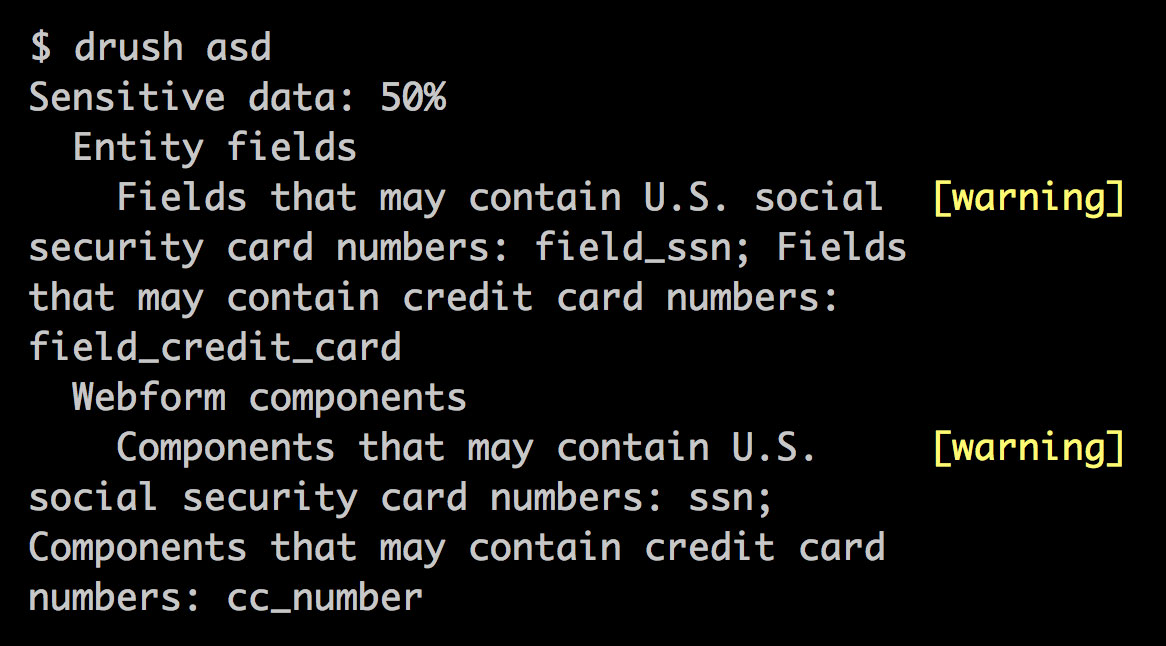 $ drush asd
Sensitive data: 50%
Entity fields
Fields that may contain U.S. social [warning]
security card numbers: field_ssn; Fields
that may contain credit card numbers:
field_credit_card
Webform components
Components that may contain U.S. [warning]
social security card numbers: ssn;
Components that may contain credit card
numbers: cc_number